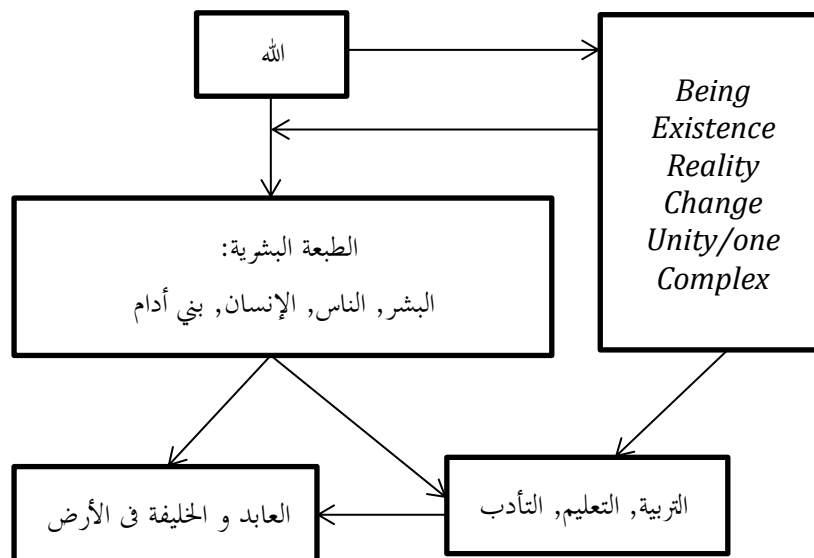 الله
Being
Existence
Reality
Change
Unity/one
Complex
الطبعة البشرية:
البشر, الناس, الإنسان, بني أدام
التربية, التعليم, التأدب
العابد و الخليفة فى الأرض